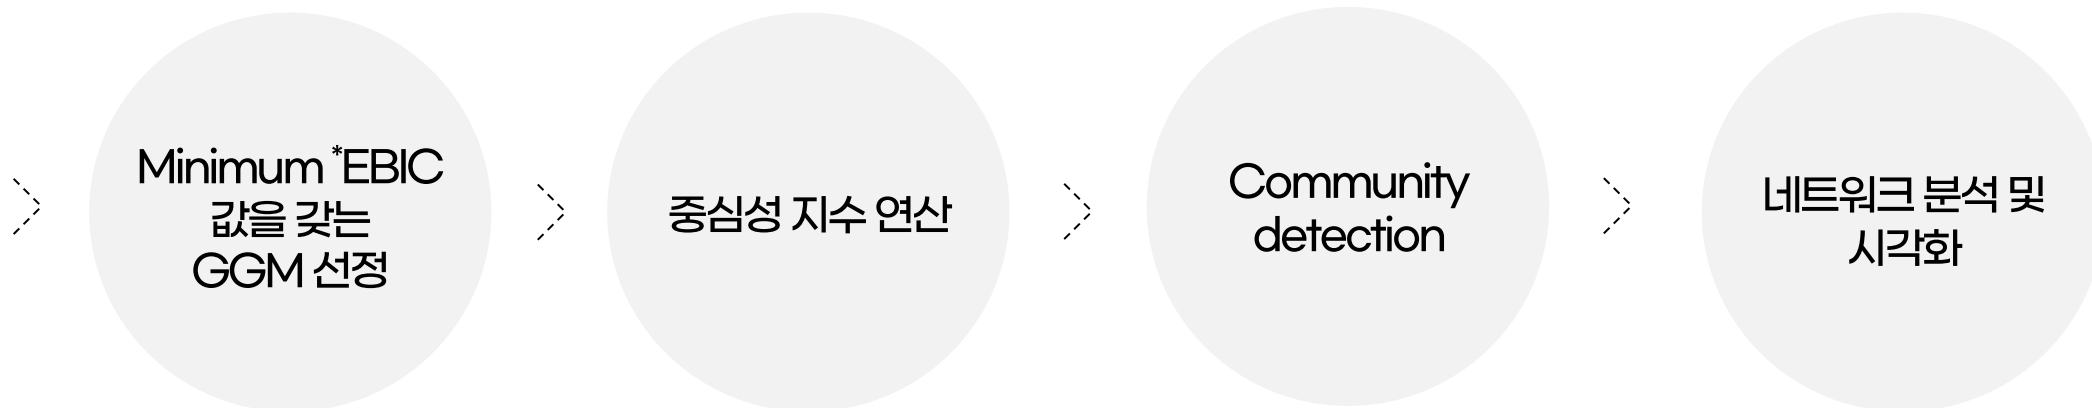 Minimum *EBIC
값을 갖는
GGM 선정
중심성 지수 연산
Community
detection
네트워크 분석 및
시각화